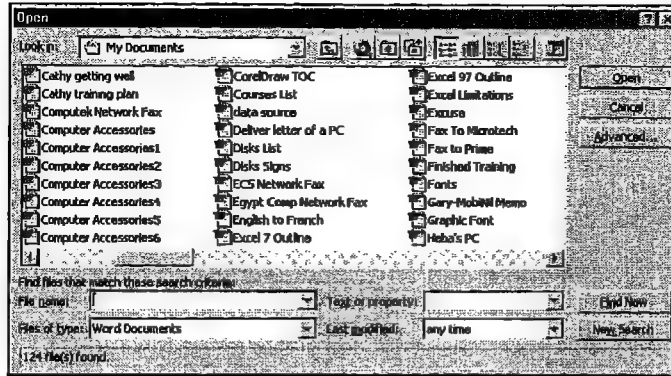 Open
Look in: My Documents
Cathy getting well
Cathy training plan
Computek Network Fax
Computer Accessories
Computer Accessories1
Computer Accessories2
Computer Accessories3
Computer Accessories4
Computer Accessories5
Computer Accessories6
CorelDraw TOC
Courses List
data source
Deliver letter of a PC
Disks List
Disks Signs
ECS Network Fax
Egypt Comp Network Fax
English to French
Excel 7 Outline
Excel 97 Outline
Excel Limitations
Excuse
Fax To Microtech
Fax to Prime
Finished Training
Fonts
Gary-MobiNil Memo
Graphic Font
Heba's PC
Open
Cancel
Advanced...
Find files that match these search criteria:
File name: Text or property: Find Now
Files of type: Word Documents Last modified: any time New Search
124 file(s) found.